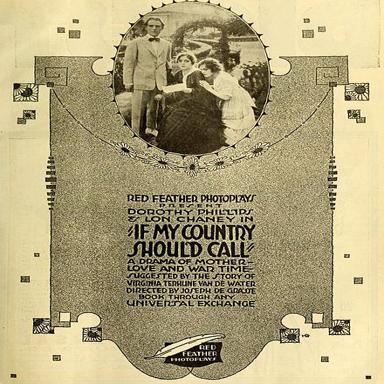 RED FEATHER PHOTOPLAYS
PRESENT
DOROTHY PHILLIPS
& LON CHANEY IN
"IF MY COUNTRY
SHOULD CALL"
A DRAMA OF MOTHER-
LOVE AND WAR TIME-
SUGGESTED BY THE STORY OF
VIRGINIA TERHUNE VAN DE WATER
DIRECTED BY JOSEPH DE GRASSE
BOOK THROUGH ANY
UNIVERSAL EXCHANGE
RED
FEATHER
PHOTOPLAYS